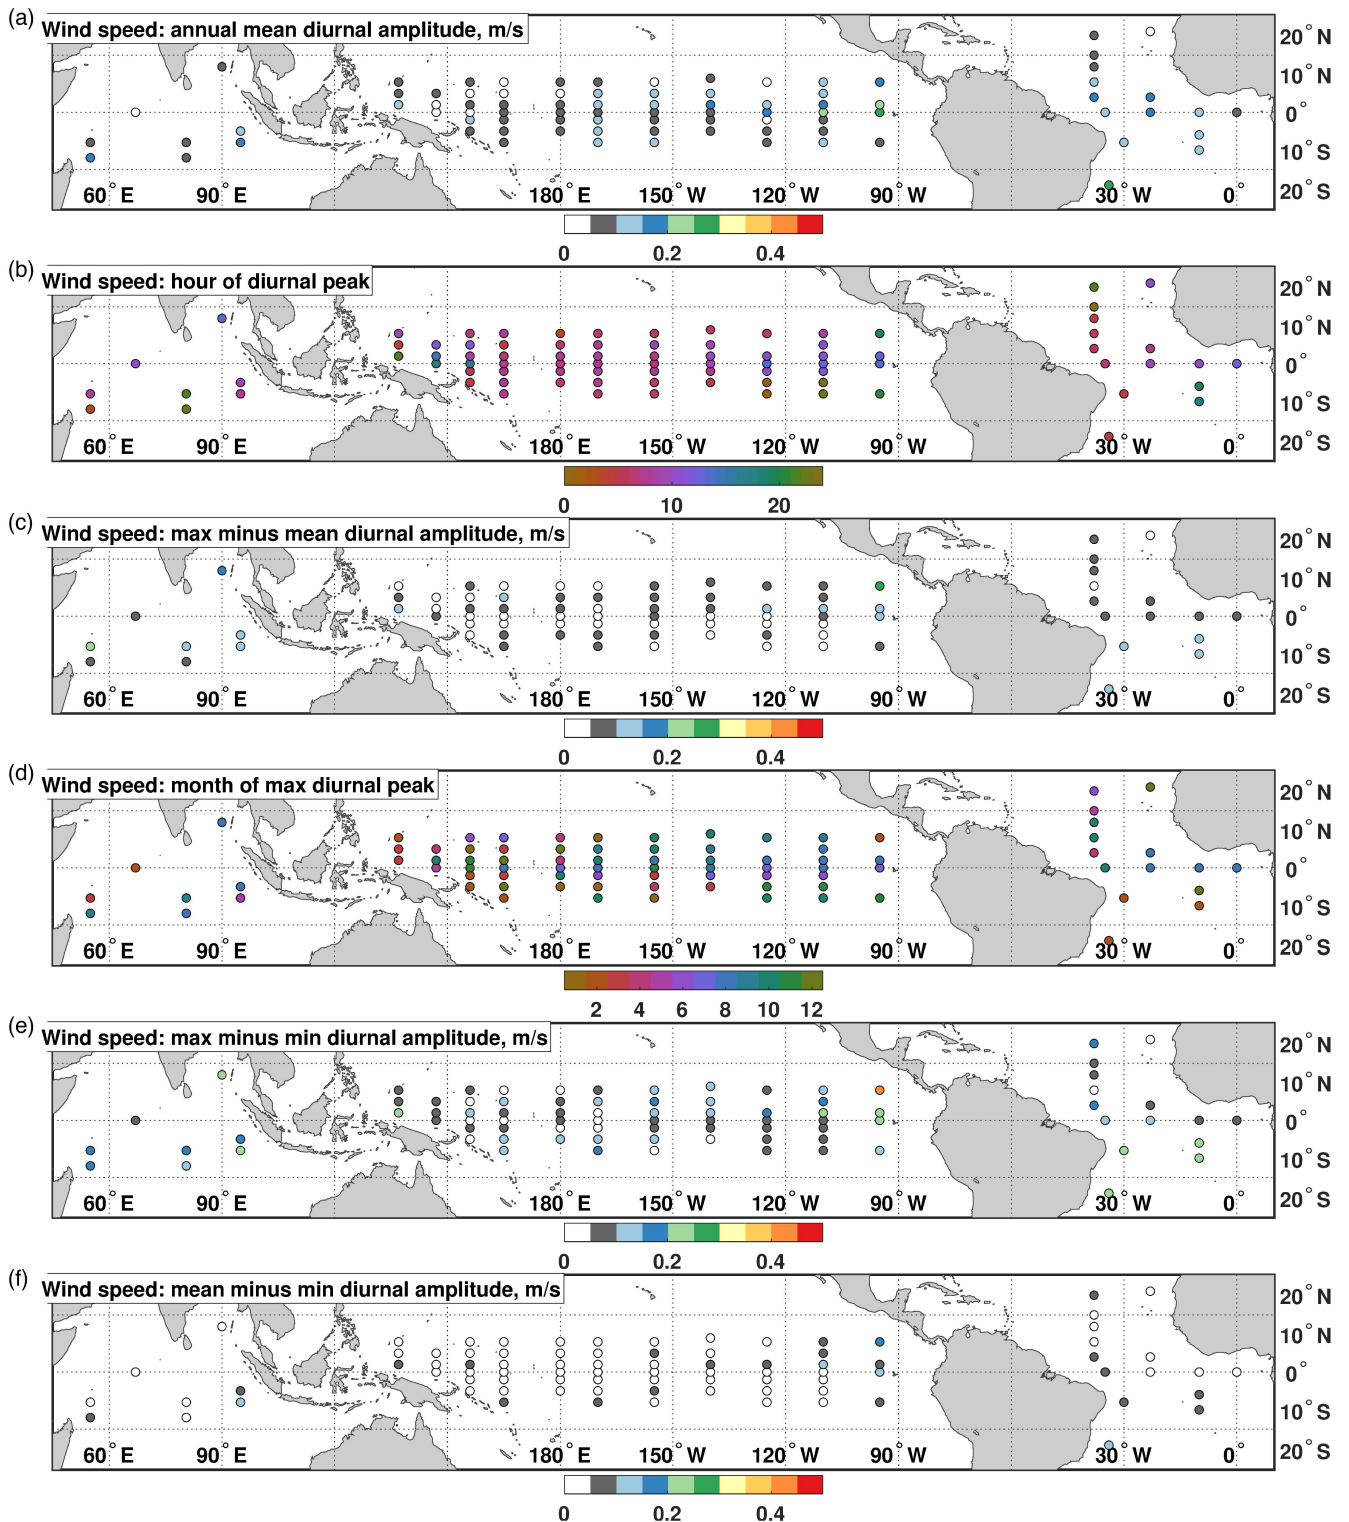 (a) Wind speed: annual mean diurnal amplitude, m/s
20° N
10° N
0°
10° S
20° S
60° E 90° E 180° E 150° W 120° W 90° W 30° W 0°
0 0.2 0.4
(b) Wind speed: hour of diurnal peak
20° N
10° N
0°
10° S
20° S
60° E 90° E 180° E 150° W 120° W 90° W 30° W 0°
0 10 20
(c) Wind speed: max minus mean diurnal amplitude, m/s
20° N
10° N
0°
10° S
20° S
60° E 90° E 180° E 150° W 120° W 90° W 30° W 0°
0 0.2 0.4
(d) Wind speed: month of max diurnal peak
20° N
10° N
0°
10° S
20° S
60° E 90° E 180° E 150° W 120° W 90° W 30° W 0°
2 4 6 8 10 12
(e) Wind speed: max minus min diurnal amplitude, m/s
20° N
10° N
0°
10° S
20° S
60° E 90° E 180° E 150° W 120° W 90° W 30° W 0°
0 0.2 0.4
(f) Wind speed: mean minus min diurnal amplitude, m/s
20° N
10° N
0°
10° S
20° S
60° E 90° E 180° E 150° W 120° W 90° W 30° W 0°
0 0.2 0.4